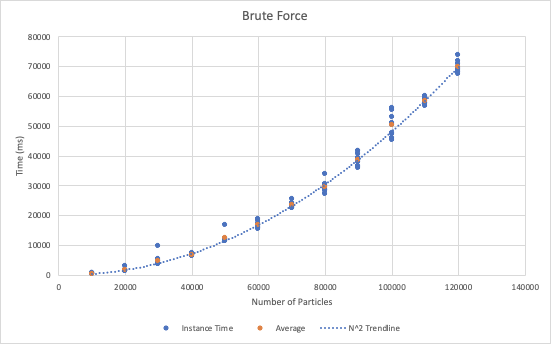 Brute Force
80000
70000
60000
50000
40000
30000
20000
10000
0
Time (ms)
0 20000 40000 60000 80000 100000 120000 140000
Number of Particles
Instance Time Average N^2 Trendline